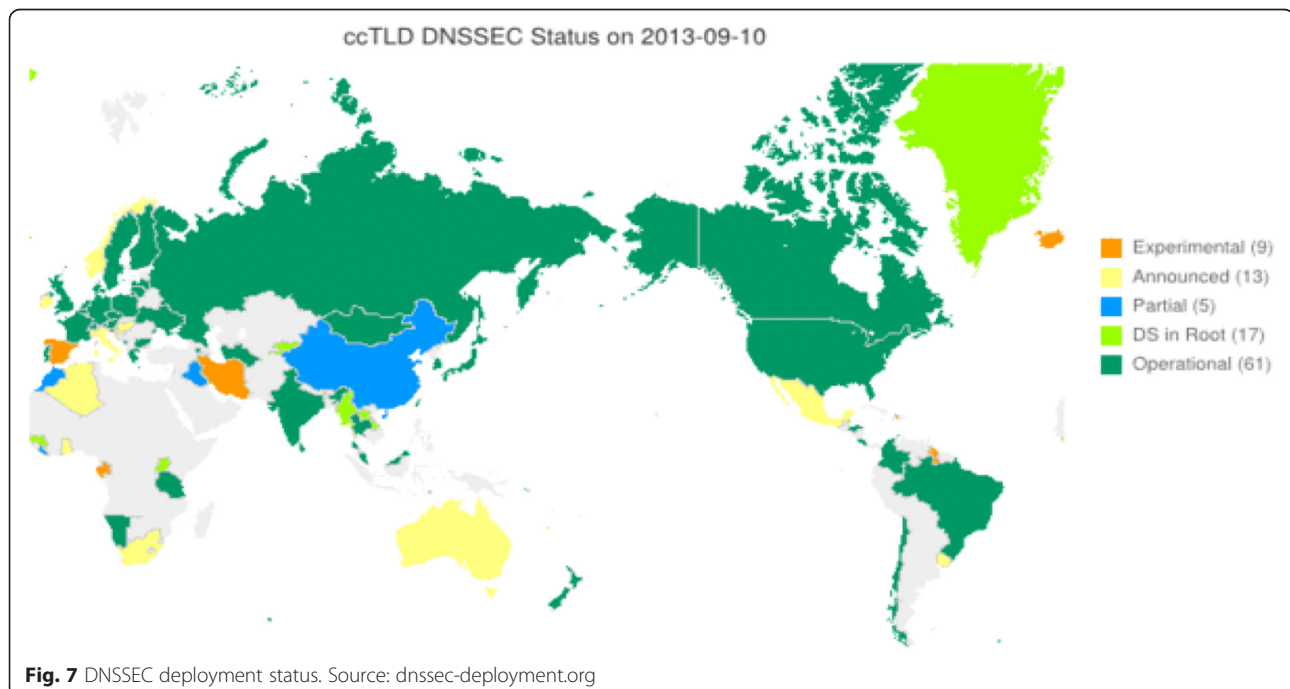 ccTLD DNSSEC Status on 2013-09-10
Experimental (9)
Announced (13)
Partial (5)
DS in Root (17)
Operational (61)
Fig. 7 DNSSEC deployment status. Source: dnssec-deployment.org